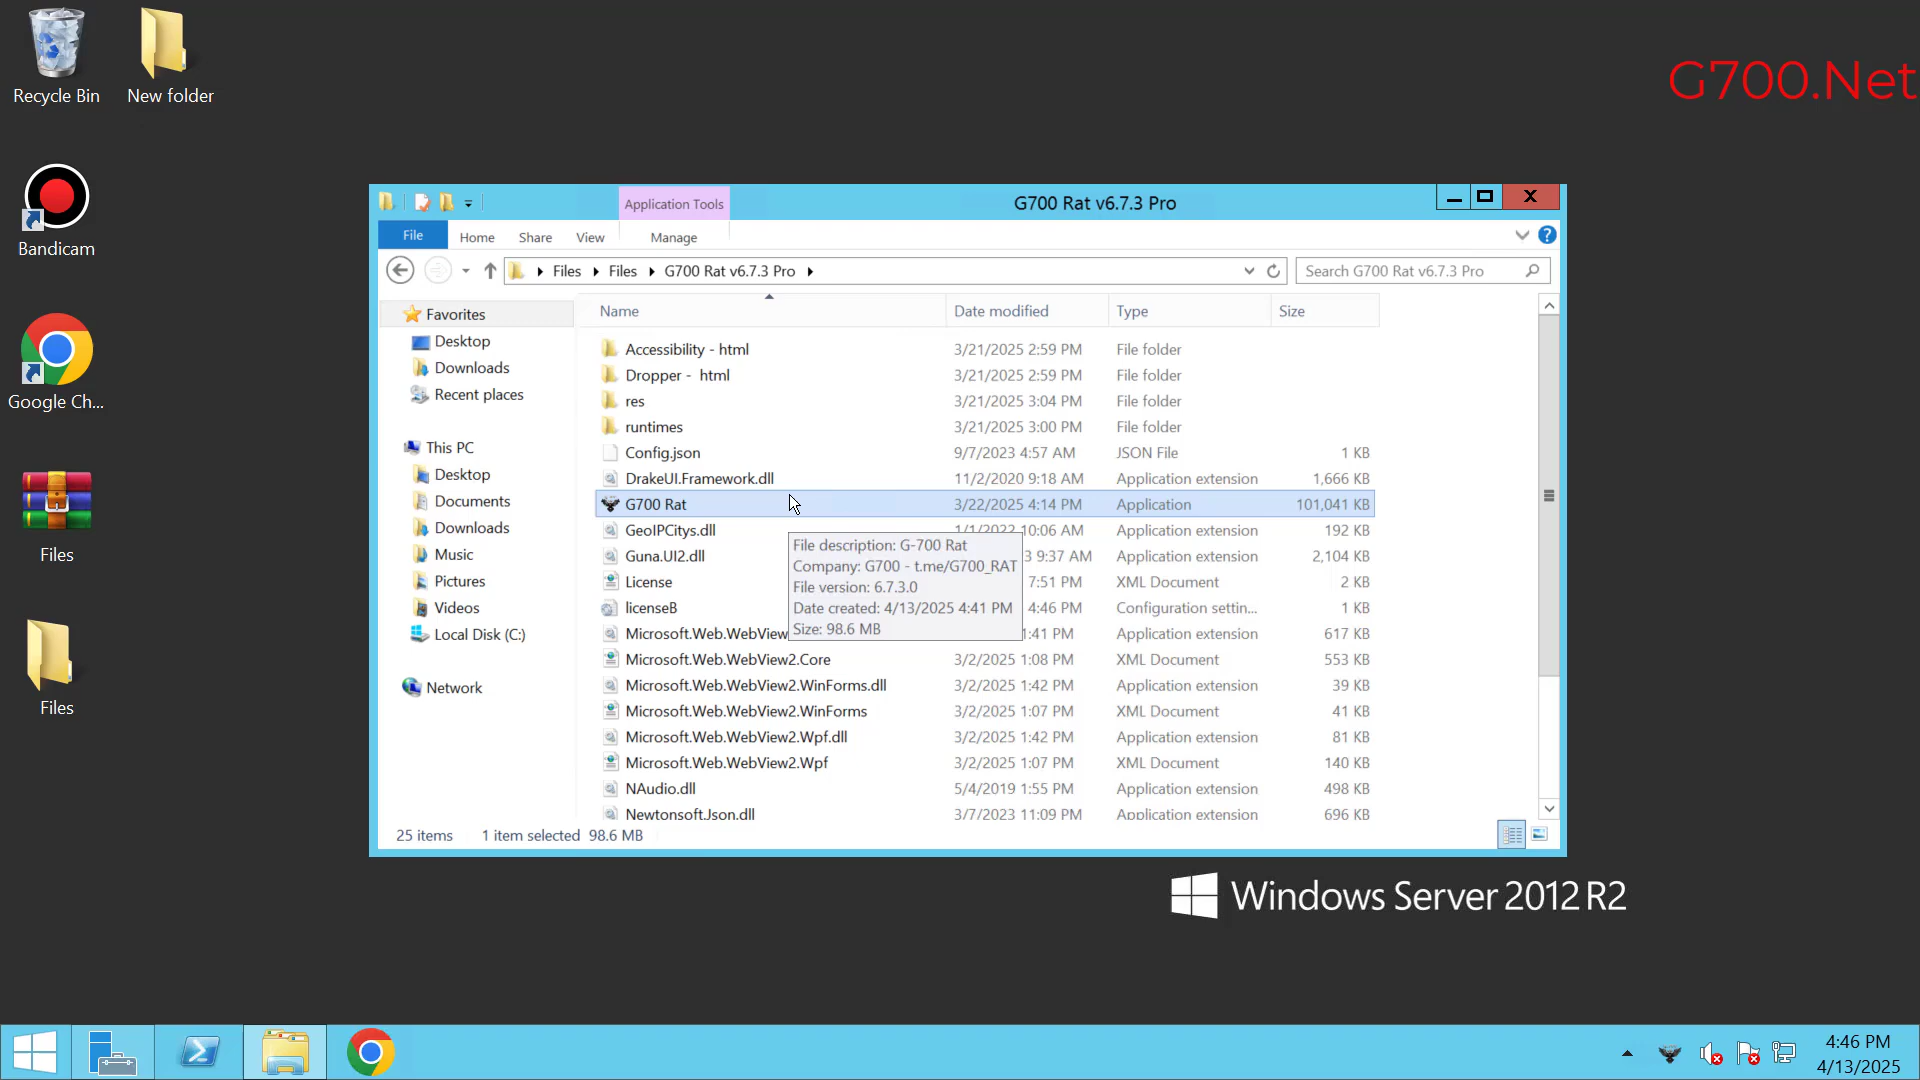 Recycle Bin
New folder
G700.Net
Bandicam
Google Ch...
Files
Files
Application Tools
G700 Rat v6.7.3 Pro
File
Home
Share
View
Manage
Files
Files
G700 Rat v6.7.3 Pro
Search G700 Rat v6.7.3 Pro
Favorites
Desktop
Downloads
Recent places
This PC
Desktop
Documents
Downloads
Music
Pictures
Videos
Local Disk (C:)
Network
Name Date modified Type Size
Accessibility - html 3/21/2025 2:59 PM File folder
Dropper - html 3/21/2025 2:59 PM File folder
res 3/21/2025 3:04 PM File folder
runtimes 3/21/2025 3:00 PM File folder
Config.json 9/7/2023 4:57 AM JSON File 1 KB
DrakeUI.Framework.dll 11/2/2020 9:18 AM Application extension 1,666 KB
G700 Rat 3/22/2025 4:14 PM Application 101,041 KB
GeoIPCitys.dll 10:06 AM Application extension 192 KB
Guna.UI2.dll 3 9:37 AM Application extension 2,104 KB
License 7:51 PM XML Document 2 KB
licenseB 4:46 PM Configuration settin... 1 KB
Microsoft.Web.WebView 1:41 PM Application extension 617 KB
Microsoft.Web.WebView2.Core 3/2/2025 1:08 PM XML Document 553 KB
Microsoft.Web.WebView2.WinForms.dll 3/2/2025 1:42 PM Application extension 39 KB
Microsoft.Web.WebView2.WinForms 3/2/2025 1:07 PM XML Document 41 KB
Microsoft.Web.WebView2.Wpf.dll 3/2/2025 1:42 PM Application extension 81 KB
Microsoft.Web.WebView2.Wpf 3/2/2025 1:07 PM XML Document 140 KB
NAudio.dll 5/4/2019 1:55 PM Application extension 498 KB
Newtonsoft.Json.dll 3/7/2023 11:09 PM Application extension 696 KB
File description: G-700 Rat
Company: G700 - t.me/G700_RAT
File version: 6.7.3.0
Date created: 4/13/2025 4:41 PM
Size: 98.6 MB
25 items 1 item selected 98.6 MB
Windows Server 2012 R2
4:46 PM
4/13/2025